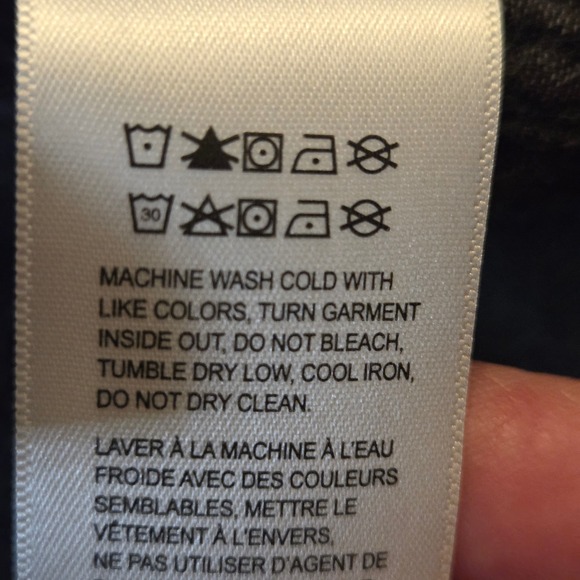 30
MACHINE WASH COLD WITH
LIKE COLORS, TURN GARMENT
INSIDE OUT, DO NOT BLEACH,
TUMBLE DRY LOW, COOL IRON,
DO NOT DRY CLEAN.
LAVER À LA MACHINE À L'EAU
FROIDE AVEC DES COULEURS
SEMBLABLES, METTRE LE
VÊTEMENT À L'ENVERS,
NE PAS UTILISER D'AGENT DE